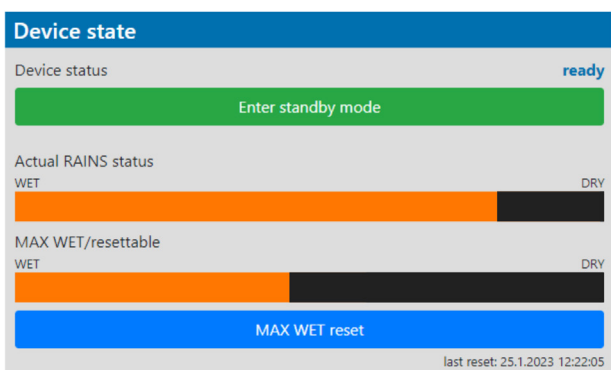 Device state
Device status ready
Enter standby mode
Actual RAINS status
WET DRY
MAX WET/resettable
WET DRY
MAX WET reset
last reset: 25.1.2023 12:22:05